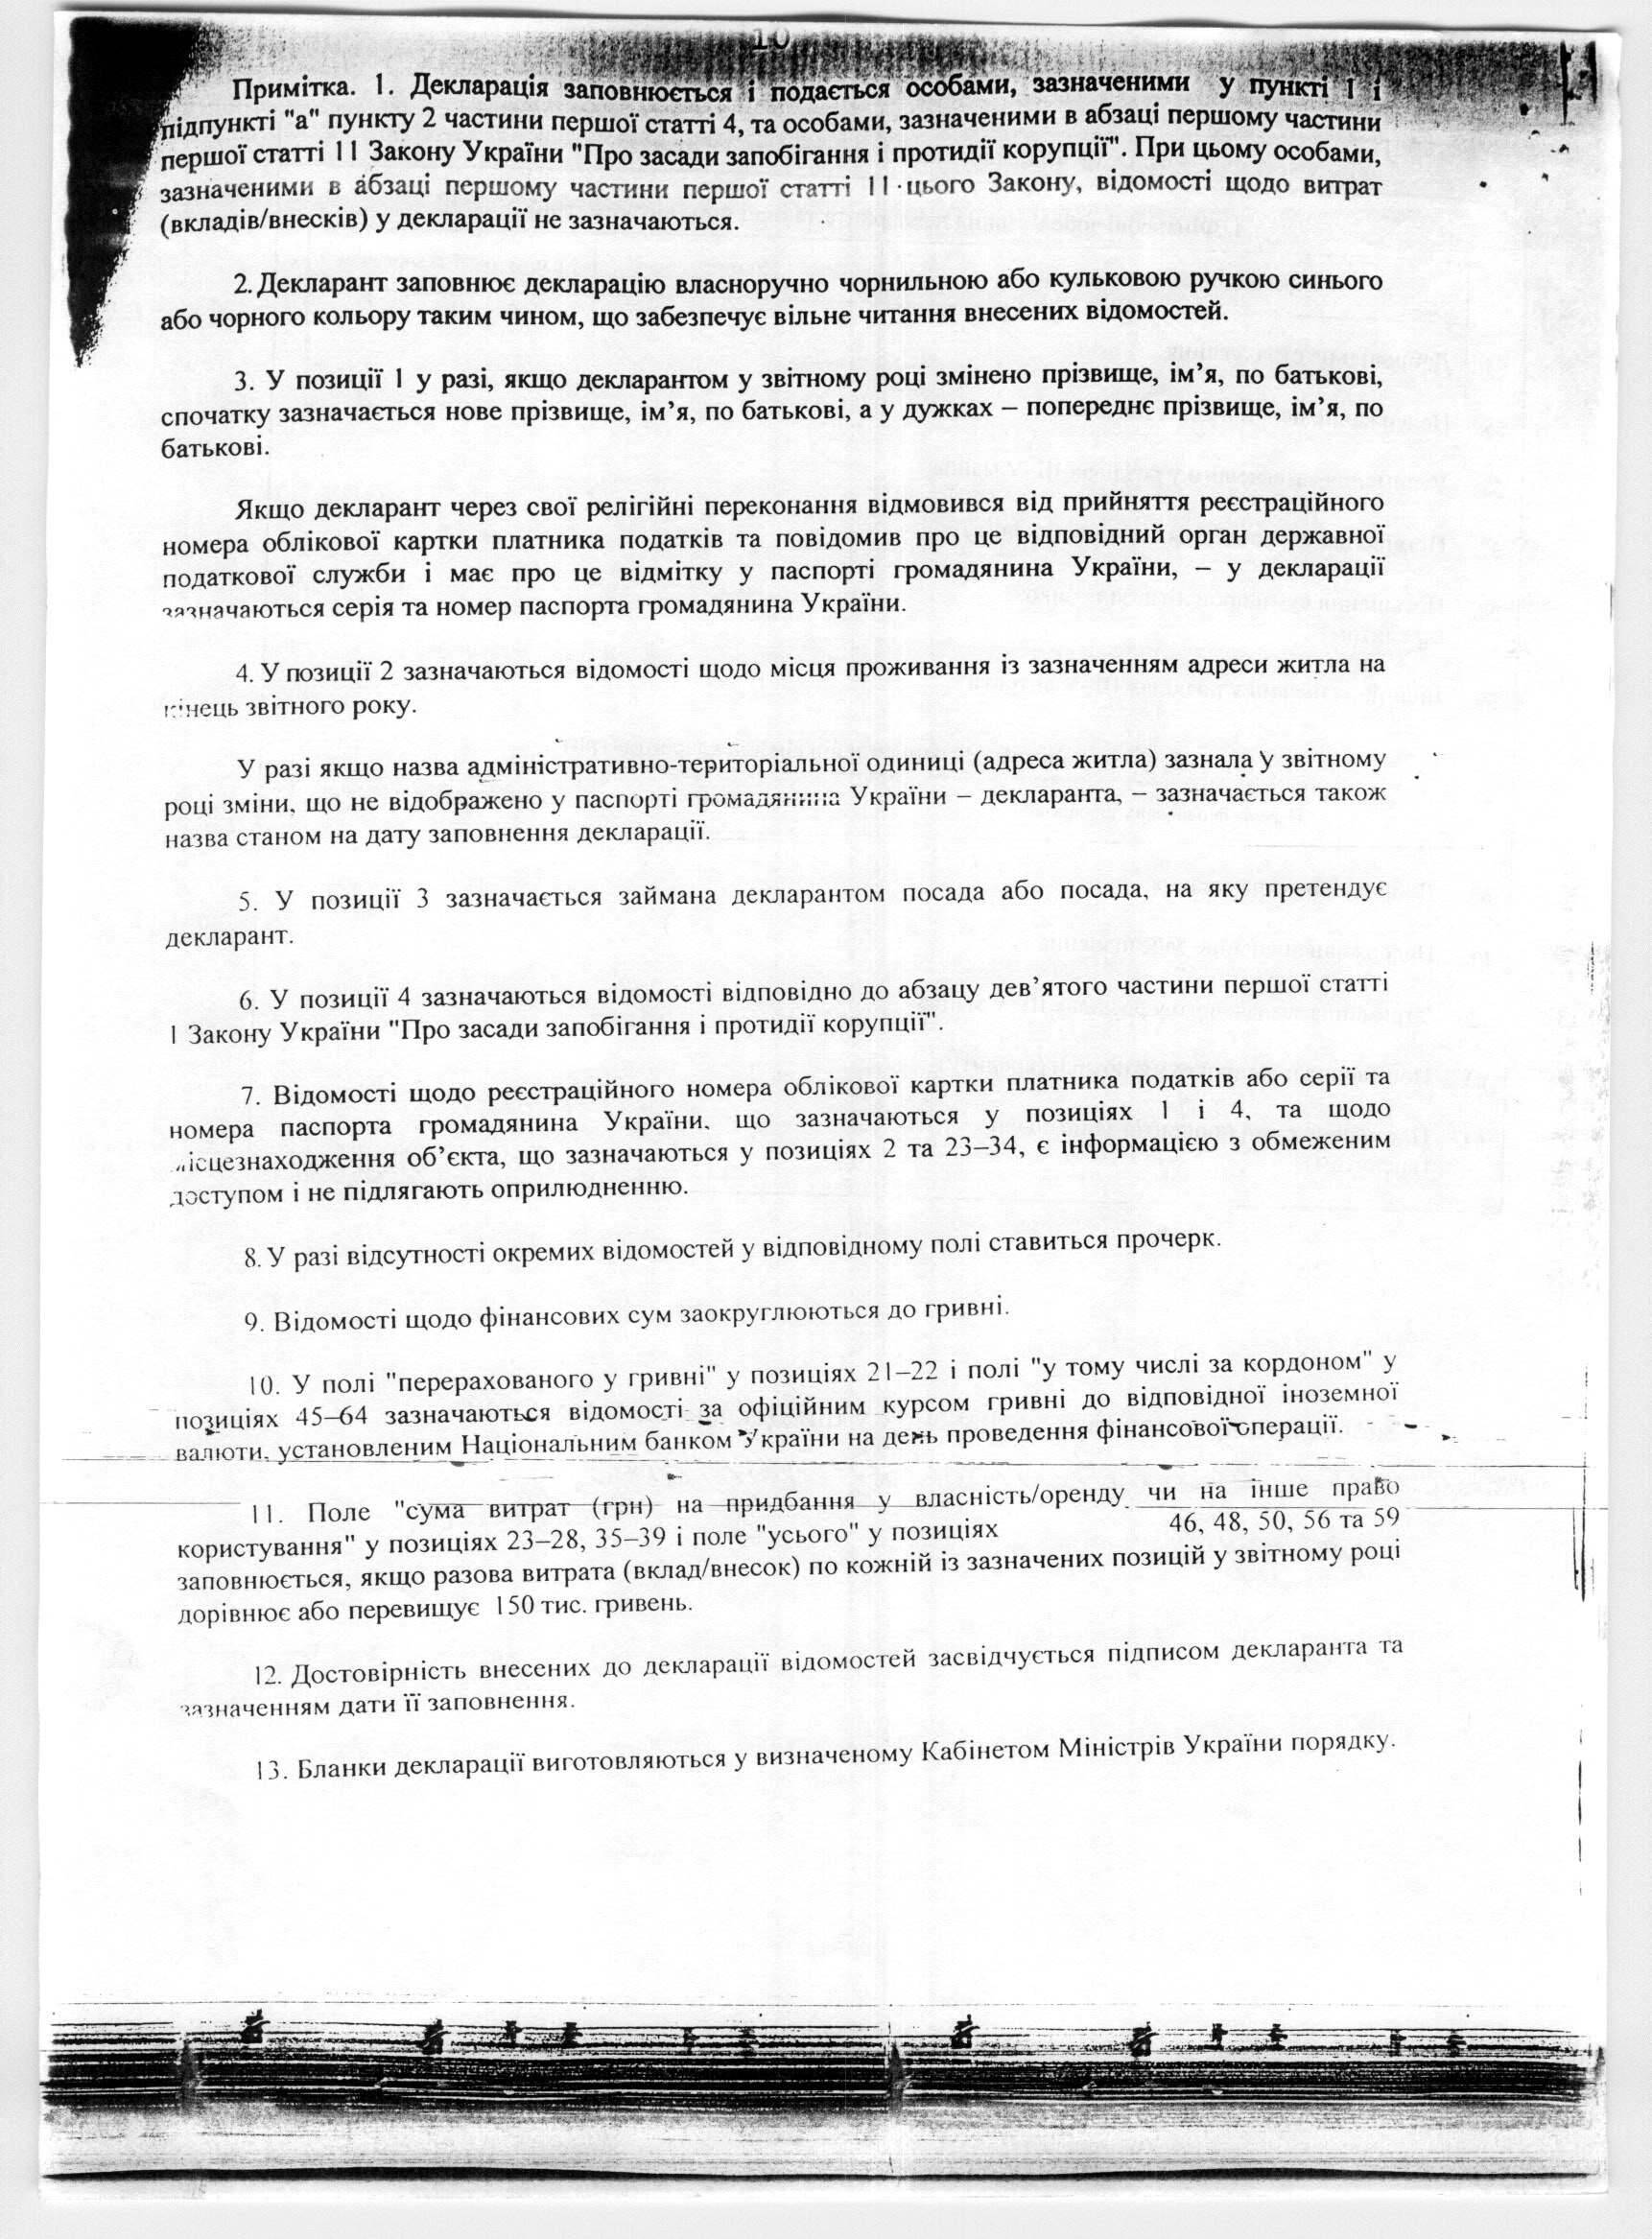 10
Примітка. 1. Декларація заповнюється і подається особами, зазначеними у пункті 1 і
підпункті "а" пункту 2 частини першої статті 4, та особами, зазначеними в абзаці першому частини
першої статті 11 Закону України "Про засади запобігання і протидії корупції". При цьому особами,
зазначеними в абзаці першому частини першої статті 11 цього Закону, відомості щодо витрат
(вкладів/внесків) у декларації не зазначаються.
2. Декларант заповнює декларацію власноручно чорнильною або кульковою ручкою синього
або чорного кольору таким чином, що забезпечує вільне читання внесених відомостей.
3. У позиції 1 у разі, якщо декларантом у звітному році змінено прізвище, ім’я, по батькові,
спочатку зазначається нове прізвище, ім’я, по батькові, а у дужках – попереднє прізвище, ім’я, по
батькові.
Якщо декларант через свої релігійні переконання відмовився від прийняття реєстраційного
номера облікової картки платника податків та повідомив про це відповідний орган державної
податкової служби і має про це відмітку у паспорті громадянина України, – у декларації
зазначаються серія та номер паспорта громадянина України.
4. У позиції 2 зазначаються відомості щодо місця проживання із зазначенням адреси житла на
кінець звітного року.
У разі якщо назва адміністративно-територіальної одиниці (адреса житла) зазнала у звітному
році зміни, що не відображено у паспорті громадянина України – декларанта, – зазначається також
назва станом на дату заповнення декларації.
5. У позиції 3 зазначається займана декларантом посада або посада, на яку претендує
декларант.
6. У позиції 4 зазначаються відомості відповідно до абзацу дев’ятого частини першої статті
1 Закону України "Про засади запобігання і протидії корупції".
7. Відомості щодо реєстраційного номера облікової картки платника податків або серії та
номера паспорта громадянина України, що зазначаються у позиціях 1 і 4, та щодо
місцезнаходження об’єкта, що зазначаються у позиціях 2 та 23–34, є інформацією з обмеженим
доступом і не підлягають оприлюдненню.
8. У разі відсутності окремих відомостей у відповідному полі ставиться прочерк.
9. Відомості щодо фінансових сум заокруглюються до гривні.
10. У полі "перерахованого у гривні" у позиціях 21–22 і полі "у тому числі за кордоном" у
позиціях 45–64 зазначаються відомості за офіційним курсом гривні до відповідної іноземної
валюти, установленим Національним банком України на день проведення фінансової операції.
11. Поле "сума витрат (грн) на придбання у власність/оренду чи на інше право
користування" у позиціях 23–28, 35–39 і поле "усього" у позиціях 46, 48, 50, 56 та 59
заповнюється, якщо разова витрата (вклад/внесок) по кожній із зазначених позицій у звітному році
дорівнює або перевищує 150 тис. гривень.
12. Достовірність внесених до декларації відомостей засвідчується підписом декларанта та
зазначенням дати її заповнення.
13. Бланки декларації виготовляються у визначеному Кабінетом Міністрів України порядку.